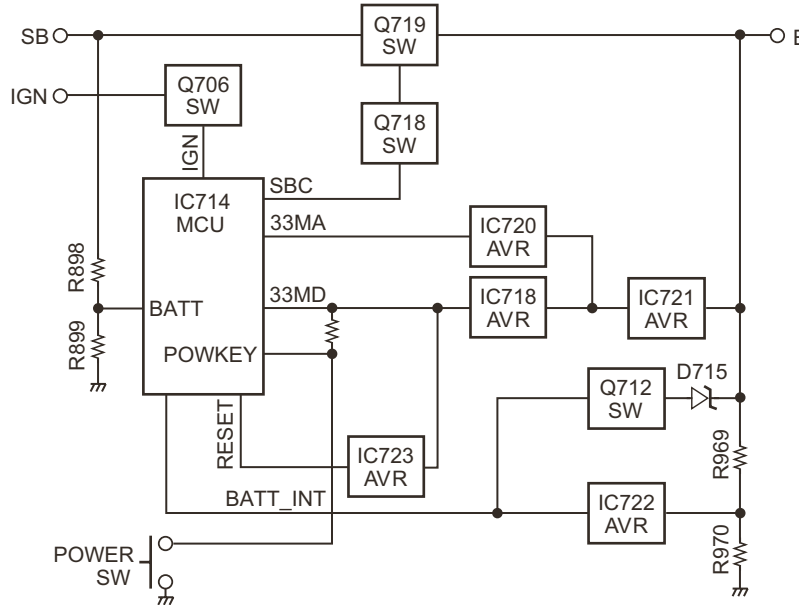 SB
Q719
SW
IGN
Q706
SW
Q718
SW
IGN
IC714
MCU
SBC
33MA
IC720
AVR
R898
33MD
IC718
AVR
IC721
AVR
BATT
R899
POWKEY
Q712
SW
D715
RESET
IC723
AVR
R969
BATT_INT
IC722
AVR
POWER
SW
R970